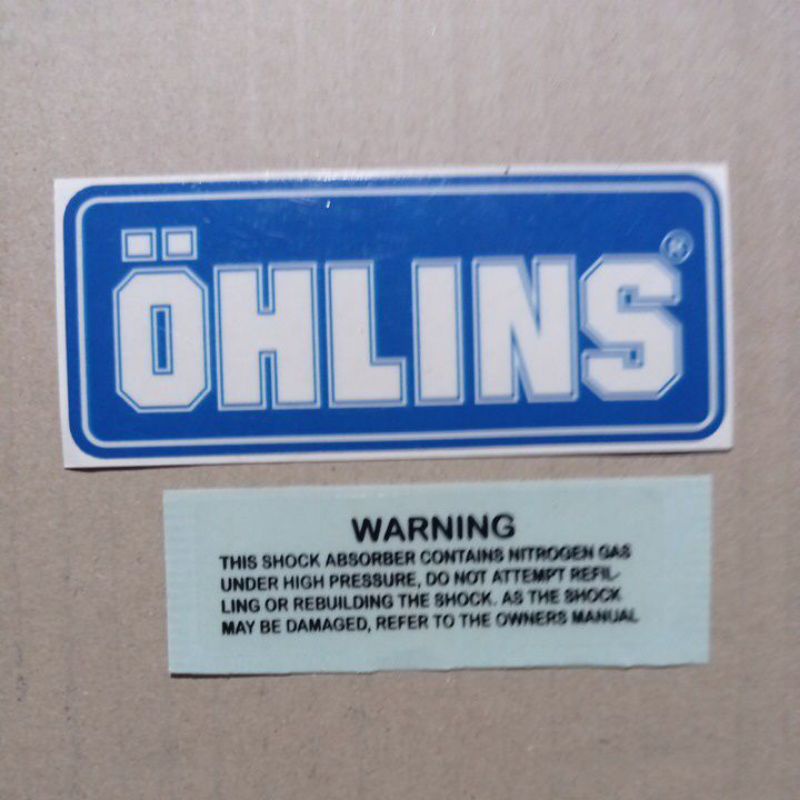 ÖHLINS®
WARNING
THIS SHOCK ABSORBER CONTAINS NITROGEN GAS
UNDER HIGH PRESSURE, DO NOT ATTEMPT REFIL-
LING OR REBUILDING THE SHOCK. AS THE SHOCK
MAY BE DAMAGED, REFER TO THE OWNERS MANUAL